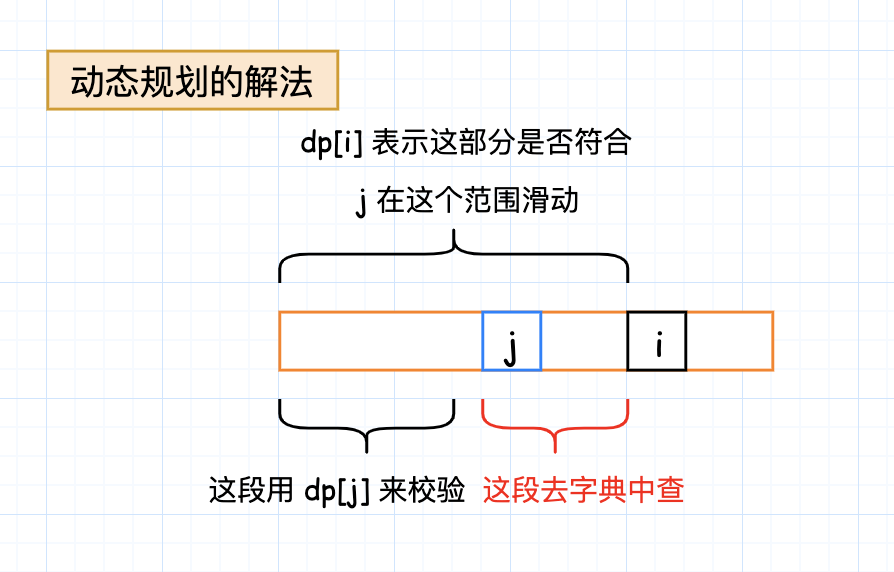 动态规划的解法
dp[i] 表示这部分是否符合
j 在这个范围滑动
j
i
这段用 dp[j] 来校验
这段去字典中查